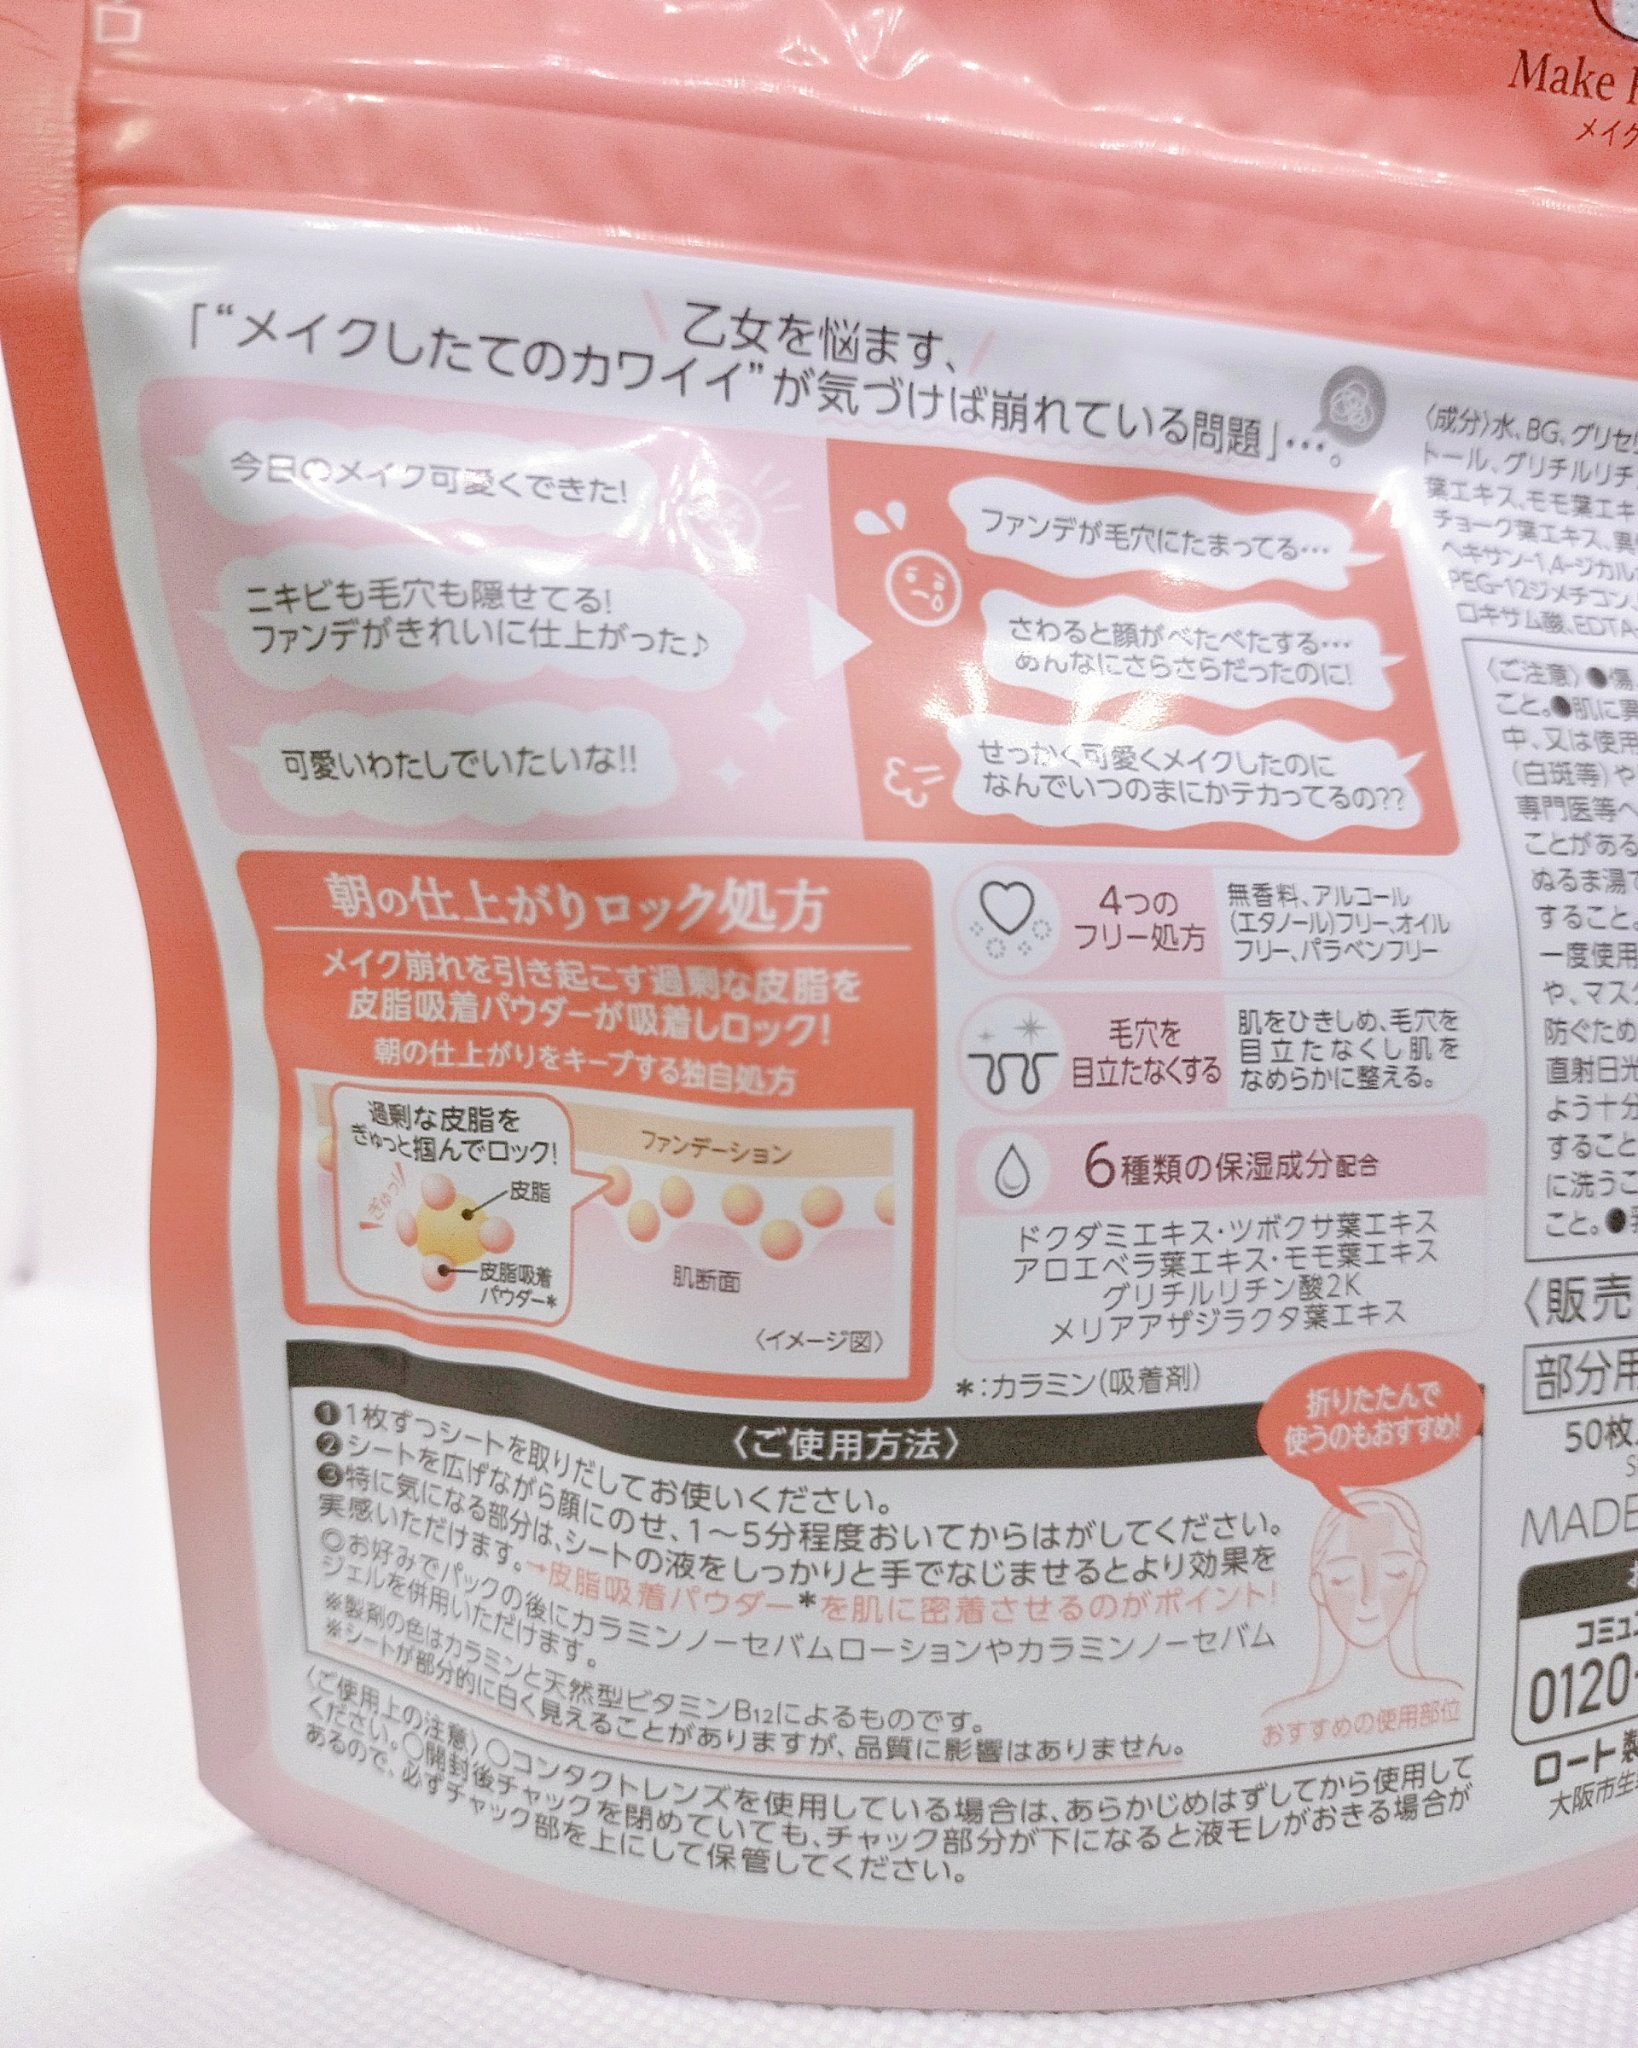 Make
メイク
乙女を悩ます、
「“メイクしたてのカワイイ”が気づけば崩れている問題」…。
今日のメイク可愛くできた!
ニキビも毛穴も隠せてる!
ファンデがきれいに仕上がった♪
可愛いわたしでいたいな!!
ファンデが毛穴にたまってる…
さわると顔がべたべたする…
あんなにさらさらだったのに!
せっかく可愛くメイクしたのに
なんでいつのまにかテカってるの??
朝の仕上がりロック処方
メイク崩れを引き起こす過剰な皮脂を
皮脂吸着パウダーが吸着しロック!
朝の仕上がりをキープする独自処方
過剰な皮脂を
ぎゅっと掴んでロック!
ぎゅっ!
皮脂
皮脂吸着
パウダー*
ファンデーション
肌断面
〈イメージ図〉
4つの
フリー処方
無香料、アルコール
(エタノール)フリー、オイル
フリー、パラベンフリー
毛穴を
目立たなくする
肌をひきしめ、毛穴を
目立たなくし肌を
なめらかに整える。
6種類の保湿成分配合
ドクダミエキス・ツボクサ葉エキス
アロエベラ葉エキス・モモ葉エキス
グリチルリチン酸2K
メリアアザジラクタ葉エキス
*:カラミン(吸着剤)
〈ご使用方法〉
❶1枚ずつシートを取りだしてお使いください。
❷シートを広げながら顔にのせ、1〜5分程度おいてからはがしてください。
❸特に気になる部分は、シートの液をしっかりと手でなじませるとより効果を
実感いただけます。→皮脂吸着パウダー*を肌に密着させるのがポイント!
◎お好みでパックの後にカラミンノーセバムローションやカラミンノーセバム
ジェルを併用いただけます。
※製剤の色はカラミンと天然型ビタミンB12によるものです。
※シートが部分的に白く見えることがありますが、品質に影響はありません。
折りたたんで
使うのもおすすめ!
おすすめの使用部位
〈ご使用上の注意〉○コンタクトレンズを使用している場合は、あらかじめはずしてから使用して
ください。○開封後チャックを閉めていても、チャック部分が下になると液モレがおきる場合が
あるので、必ずチャック部を上にして保管してください。
〈成分〉水、BG、グリセリ
トール、グリチルリチ
葉エキス、モモ葉エキ
チョーク葉エキス、異
ヘキサン-1,4-ジカル
PEG-12ジメチコン、
ロキサム酸、EDTA-
〈ご注意〉●傷
こと。●肌に異
中、又は使用
(白斑等)や
専門医等へ
ことがある
ぬるま湯で
すること。
一度使用
や、マスク
防ぐため
直射日光
よう十分
すること
に洗うこ
こと。●
〈販売
部分用
50枚
MADE
コミュニ
0120-
ロート製
大阪市生